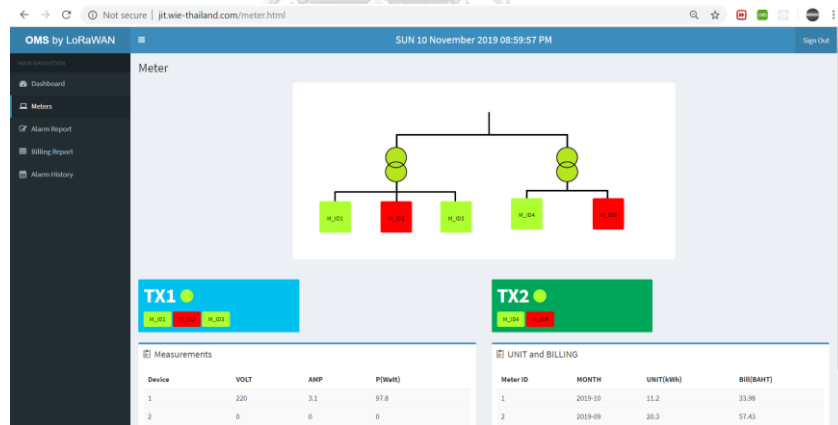 Not secure | jit.wie-thailand.com/meter.html
OMS by LoRaWAN
SUN 10 November 2019 08:59:57 PM
Sign Out
MAIN NAVIGATION
Dashboard
Meters
Alarm Report
Billing Report
Alarm History
Meter
M_ID1
M_ID2
M_ID3
M_ID4
M_ID5
TX1
M_ID1
M_ID2
M_ID3
TX2
M_ID4
M_ID5
Measurements
Device VOLT AMP P(Watt)
1 220 3.1 97.8
2 0 0 0
UNIT and BILLING
Meter ID MONTH UNIT(kWh) Bill(BAHT)
1 2019-10 11.2 33.98
2 2019-09 20.3 57.43